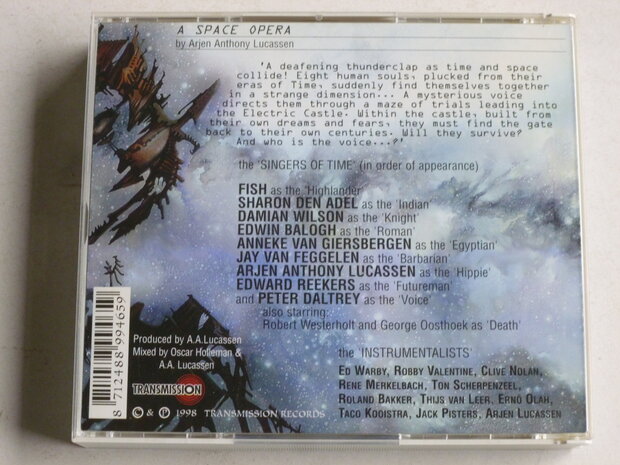 A SPACE OPERA
by Arjen Anthony Lucassen
'A deafening thunderclap as time and space
collide! Eight human souls, plucked from their
eras of Time, suddenly find themselves together
in a strange dimension... A mysterious voice
directs them through a maze of trials leading into
the Electric Castle. Within the castle, built from
their own dreams and fears, they must find the gate
back to their own centuries. Will they survive?
And who is the voice...?'
the 'SINGERS OF TIME' (in order of appearance)
FISH as the 'Highlander'
SHARON DEN ADEL as the 'Indian'
DAMIAN WILSON as the 'Knight'
EDWIN BALOGH as the 'Roman'
ANNEKE VAN GIERSBERGEN as the 'Egyptian'
JAY VAN FEGGELEN as the 'Barbarian'
ARJEN ANTHONY LUCASSEN as the 'Hippie'
EDWARD REEKERS as the 'Futureman'
and PETER DALTREY as the 'Voice'
also starring:
Robert Westerholt and George Oosthoek as 'Death'
the 'INSTRUMENTALISTS'
ED WARBY, ROBBY VALENTINE, CLIVE NOLAN,
RENE MERKELBACH, TON SCHERPENZEEL,
ROLAND BAKKER, THIJS VAN LEER, ERNO OLAH,
TACO KOOISTRA, JACK PISTERS, ARJEN LUCASSEN
8 712488 994659
Produced by A.A.Lucassen
Mixed by Oscar Holleman &
A.A. Lucassen
TRANSMISSION
© & ℗ 1998 TRANSMISSION RECORDS